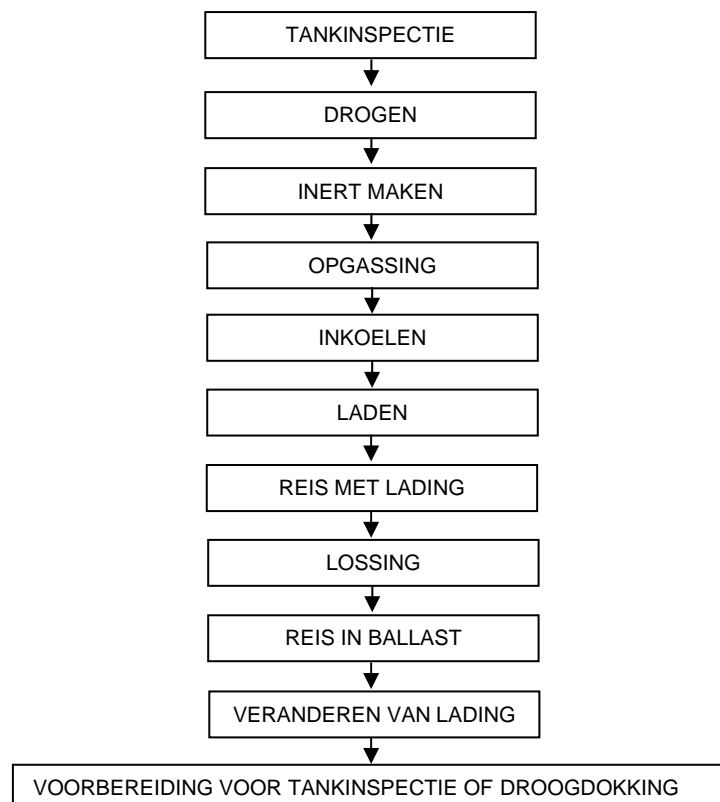 TANKINSPECTIE
DROGEN
INERT MAKEN
OPGASSING
INKOELEN
LADEN
REIS MET LADING
LOSSING
REIS IN BALLAST
VERANDEREN VAN LADING
VOORBEREIDING VOOR TANKINSPECTIE OF DROOGDOKKING